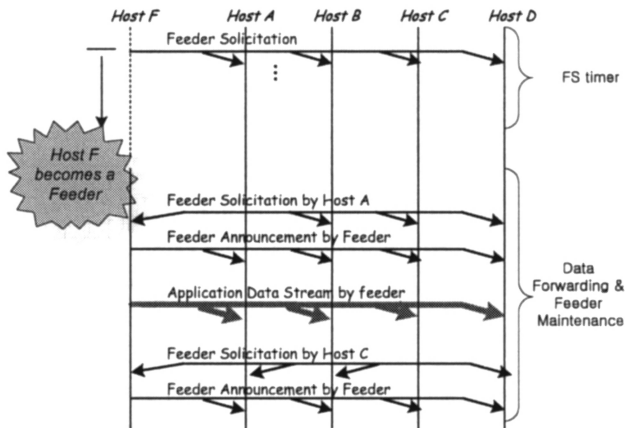 Host F Host A Host B Host C Host D
Feeder Solicitation
FS timer
Host F
becomes a
Feeder
Feeder Solicitation by Host A
Feeder Announcement by Feeder
Data
Forwarding &
Feeder
Maintenance
Application Data Stream by feeder
Feeder Solicitation by Host C
Feeder Announcement by Feeder